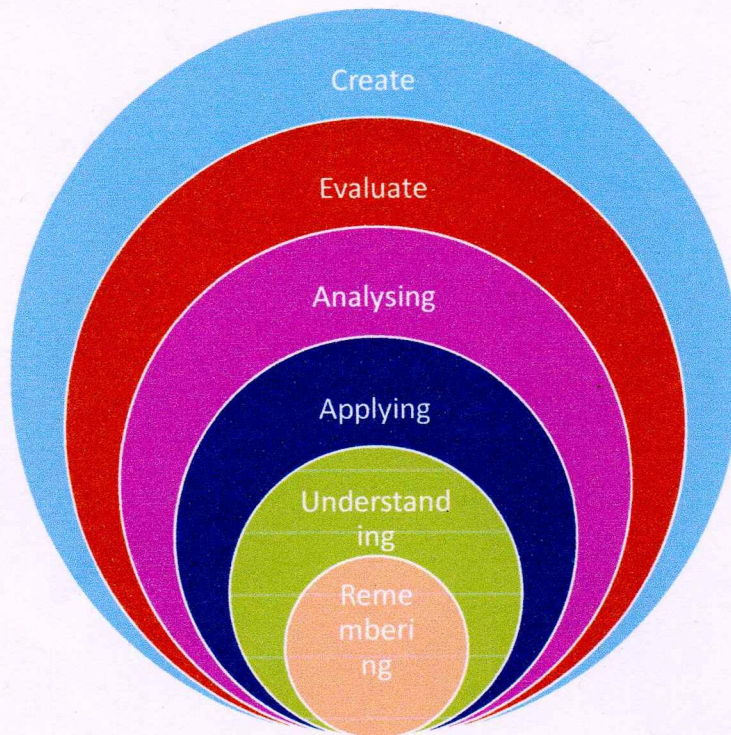 Create
Evaluate
Analysing
Applying
Understand
ing
Reme
mberi
ng